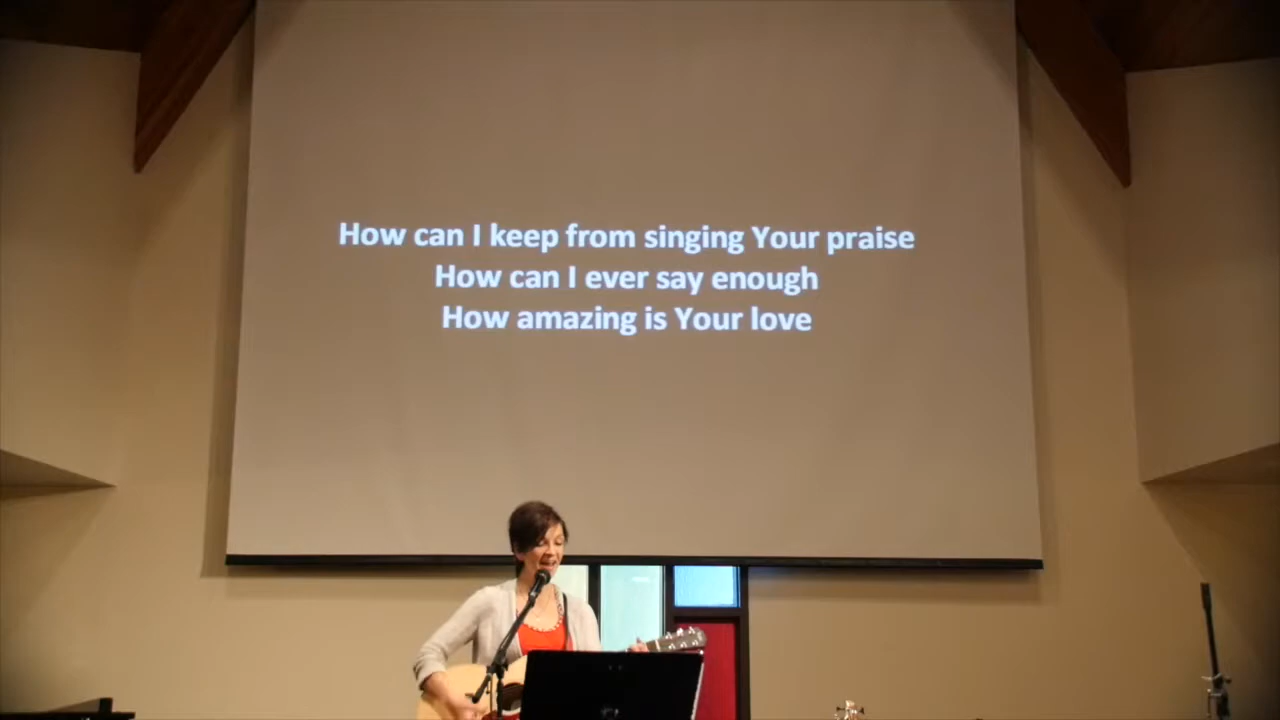 How can I keep from singing Your praise
How can I ever say enough
How amazing is Your love